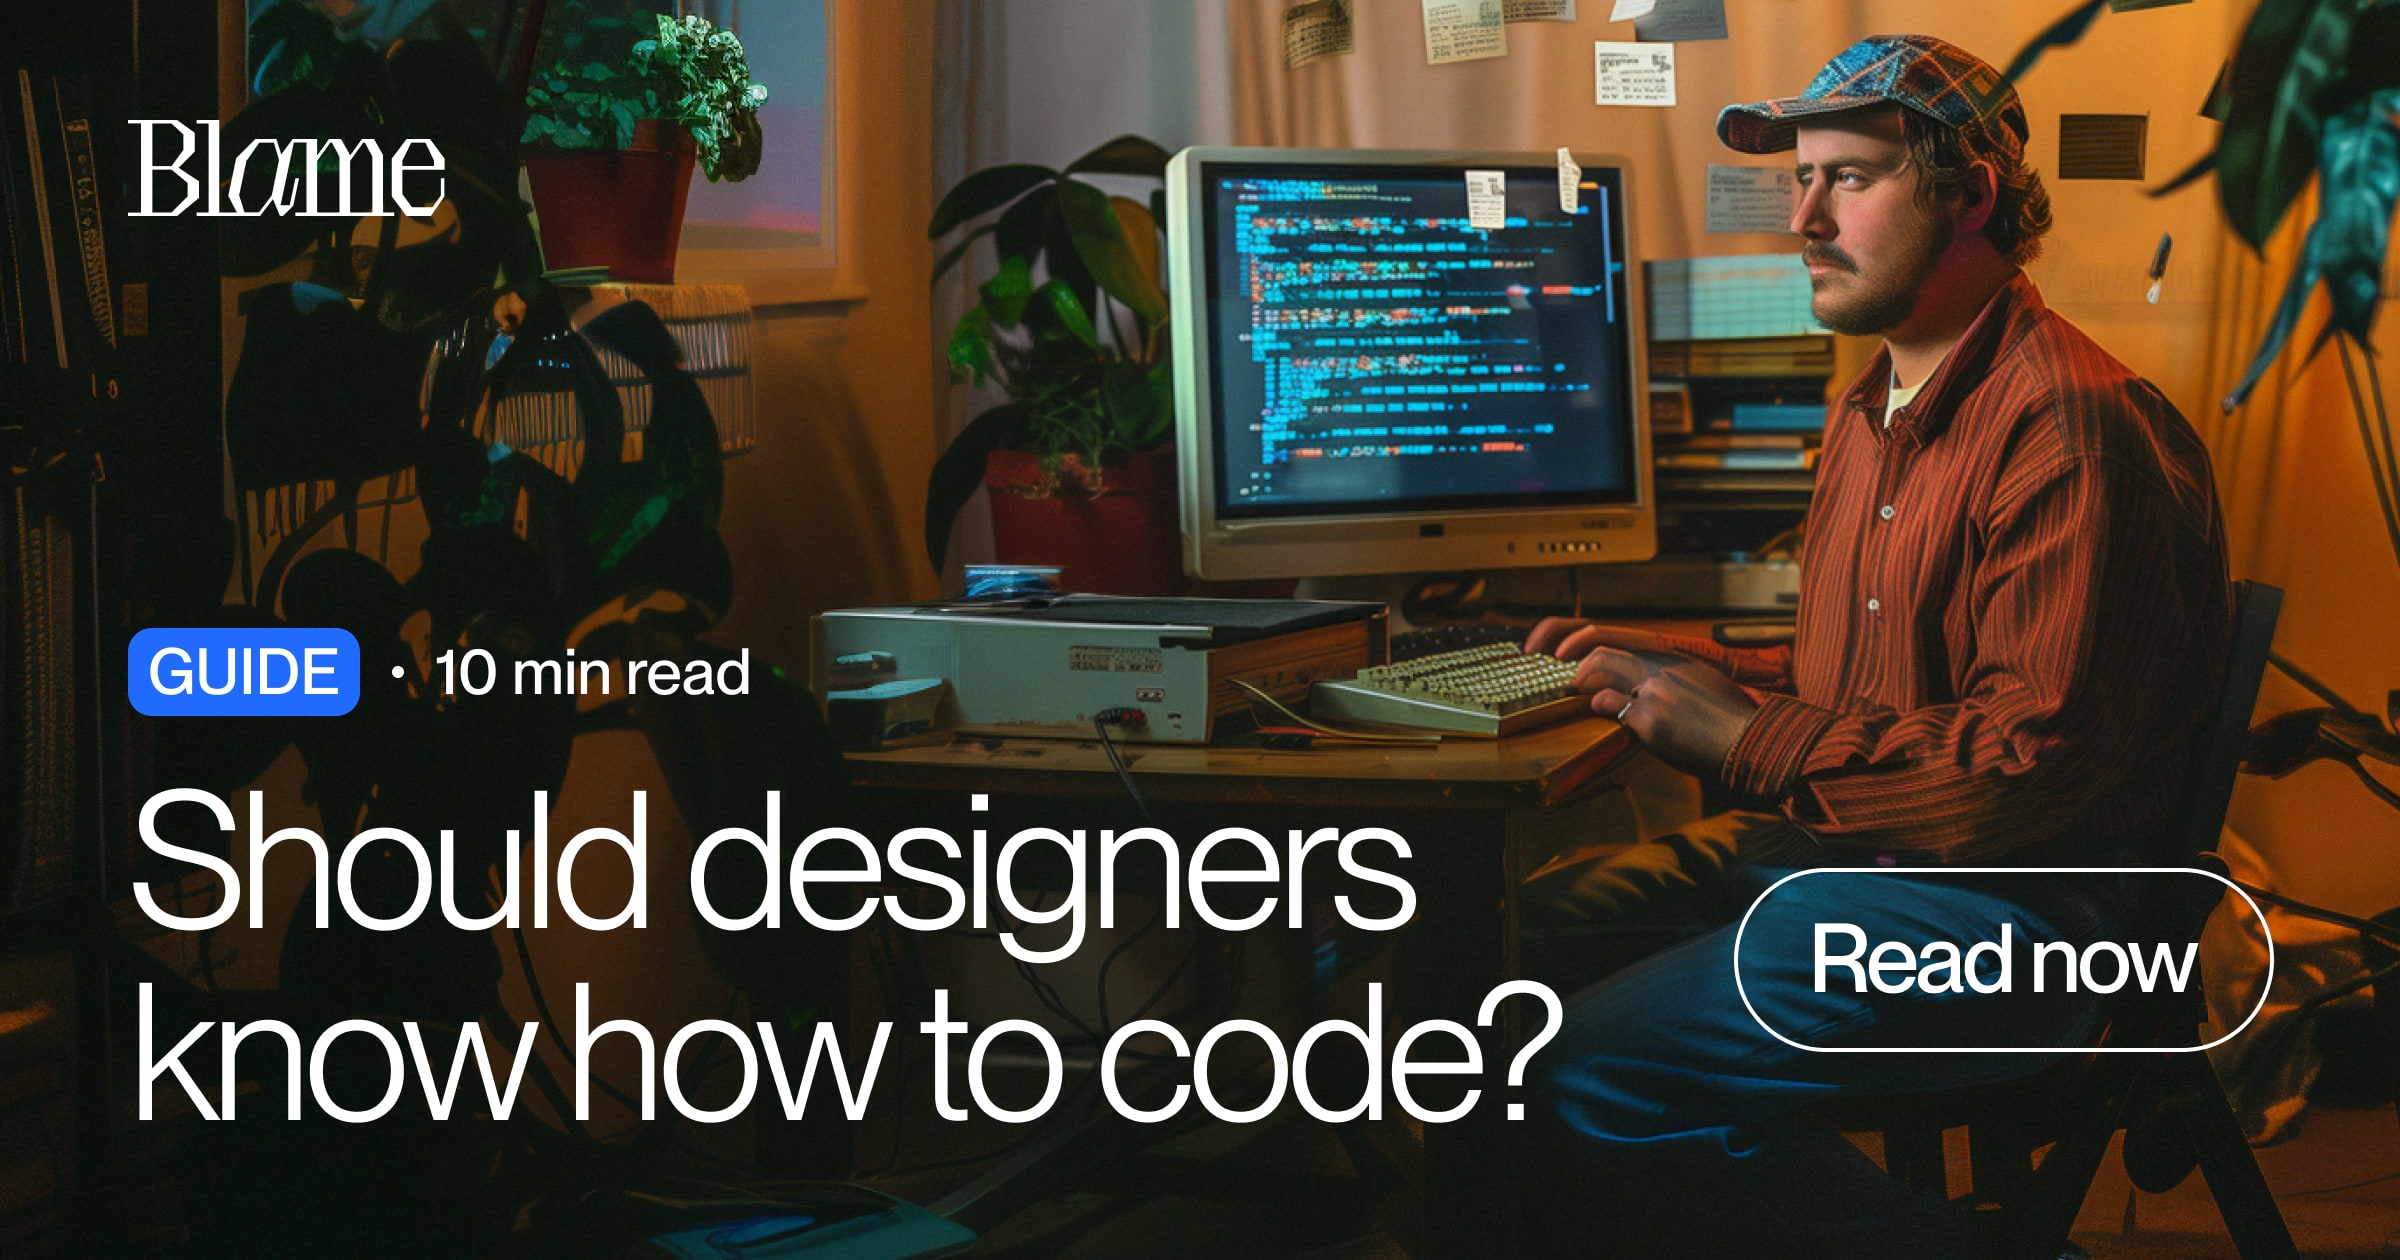 Blame
GUIDE • 10 min read
Should designers
know how to code?
Read now